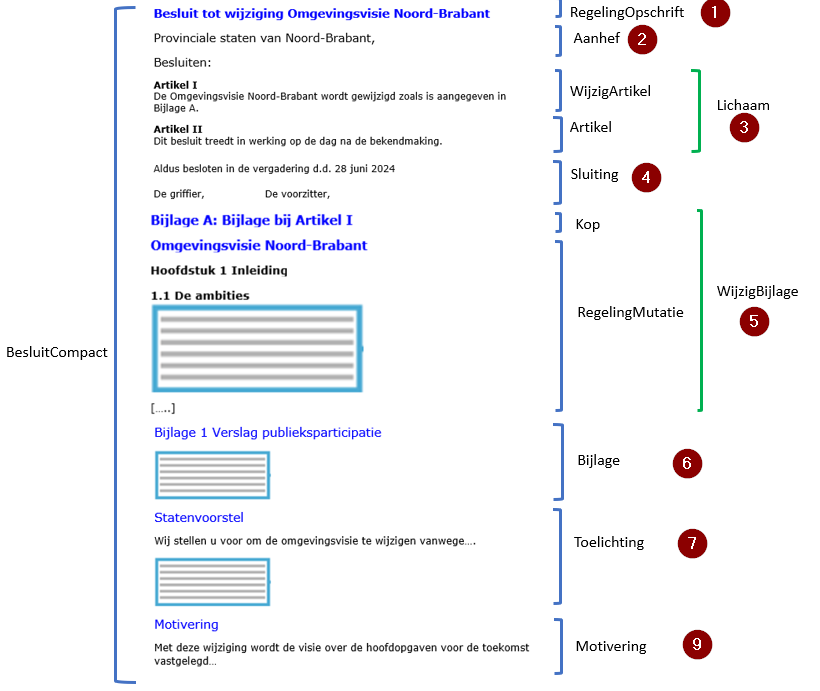 Besluit tot wijziging Omgevingsvisie Noord-Brabant
RegelingOpschrift
1
Provinciale staten van Noord-Brabant,
Aanhef
2
Besluiten:
Artikel I
De Omgevingsvisie Noord-Brabant wordt gewijzigd zoals is aangegeven in
Bijlage A.
WijzigArtikel
Artikel II
Dit besluit treedt in werking op de dag na de bekendmaking.
Artikel
Lichaam
3
Aldus besloten in de vergadering d.d. 28 juni 2024
De griffier, De voorzitter,
Sluiting
4
Bijlage A: Bijlage bij Artikel I
Kop
Omgevingsvisie Noord-Brabant
Hoofdstuk 1 Inleiding
1.1 De ambities
RegelingMutatie
WijzigBijlage
5
BesluitCompact
[.....]
Bijlage 1 Verslag publieksparticipatie
Bijlage
6
Statenvoorstel
Wij stellen u voor om de omgevingsvisie te wijzigen vanwege....
Toelichting
7
Motivering
Met deze wijziging wordt de visie over de hoofdopgaven voor de toekomst
vastgelegd...
Motivering
9